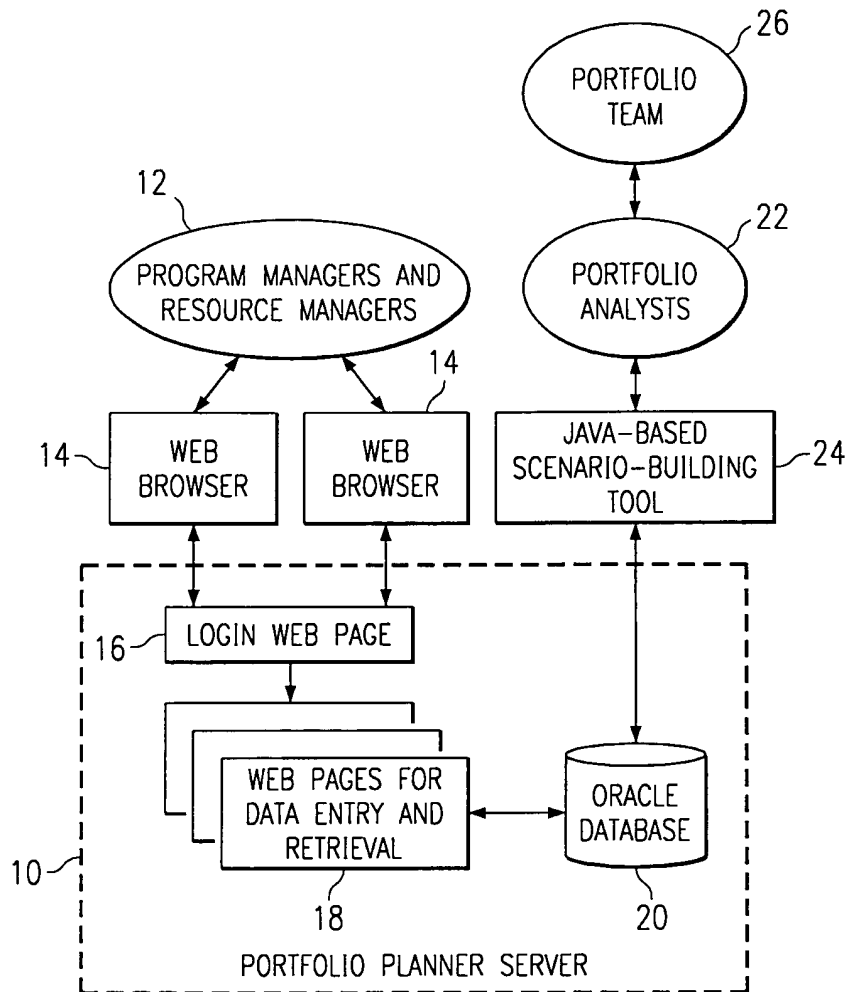 26
PORTFOLIO
TEAM
12
22
PROGRAM MANAGERS AND
RESOURCE MANAGERS
PORTFOLIO
ANALYSTS
14
14
WEB
BROWSER
WEB
BROWSER
JAVA-BASED
SCENARIO-BUILDING
TOOL
24
16
LOGIN WEB PAGE
WEB PAGES FOR
DATA ENTRY AND
RETRIEVAL
ORACLE
DATABASE
10
18
20
PORTFOLIO PLANNER SERVER